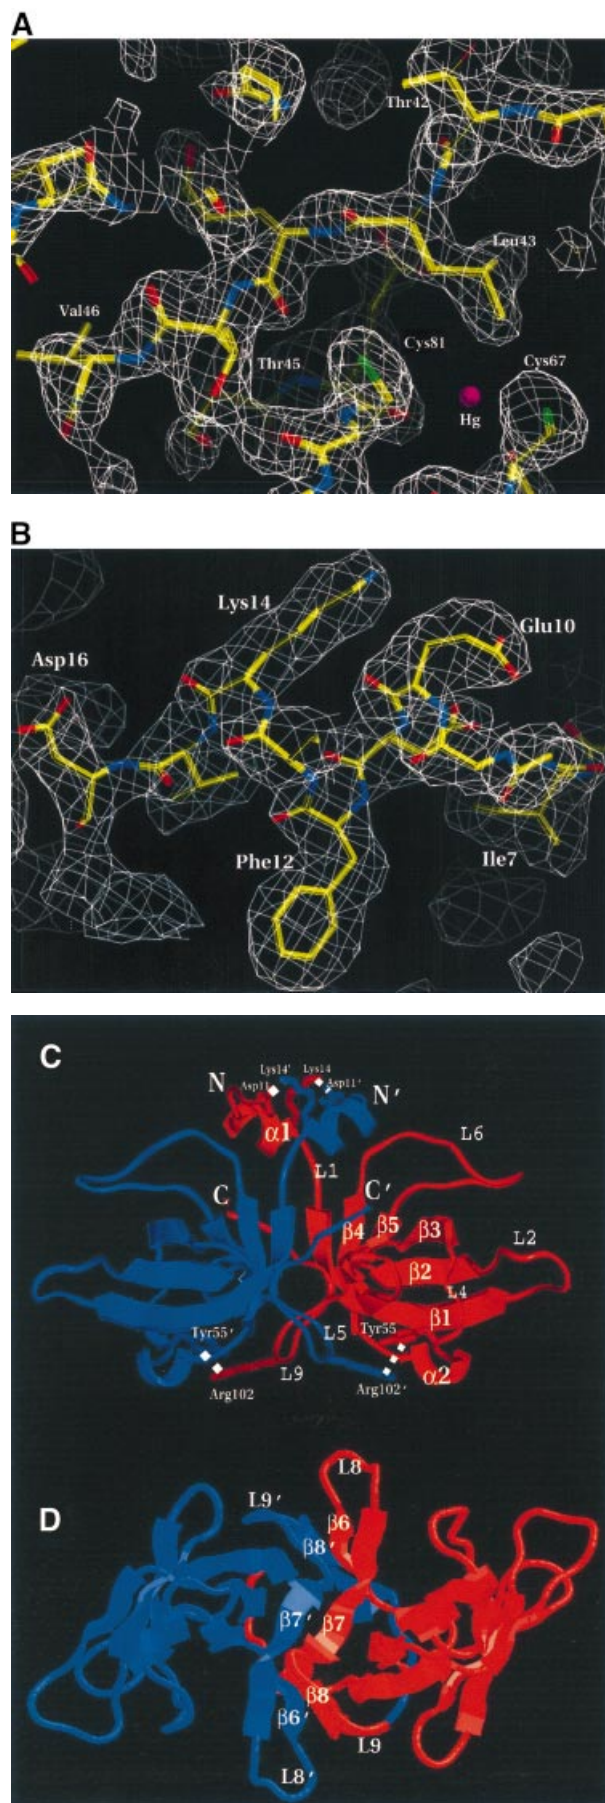 A
Thr42
Leu43
Val46
Thr45
Cys81
Cys67
Hg
B
Lys14
Glu10
Asp16
Phe12
Ile7
C
Lys14′ Lys14
N Asp11 Asp11′ N′
α1
L6
L1
C C′
β4 β5 β3 L2
β2
L4
β1
L5
Tyr55′ Tyr55
L9 α2
Arg102 Arg102′
D
L8
L9′
β6
β8′
β7′ β7
β8
β6′
L9
L8′